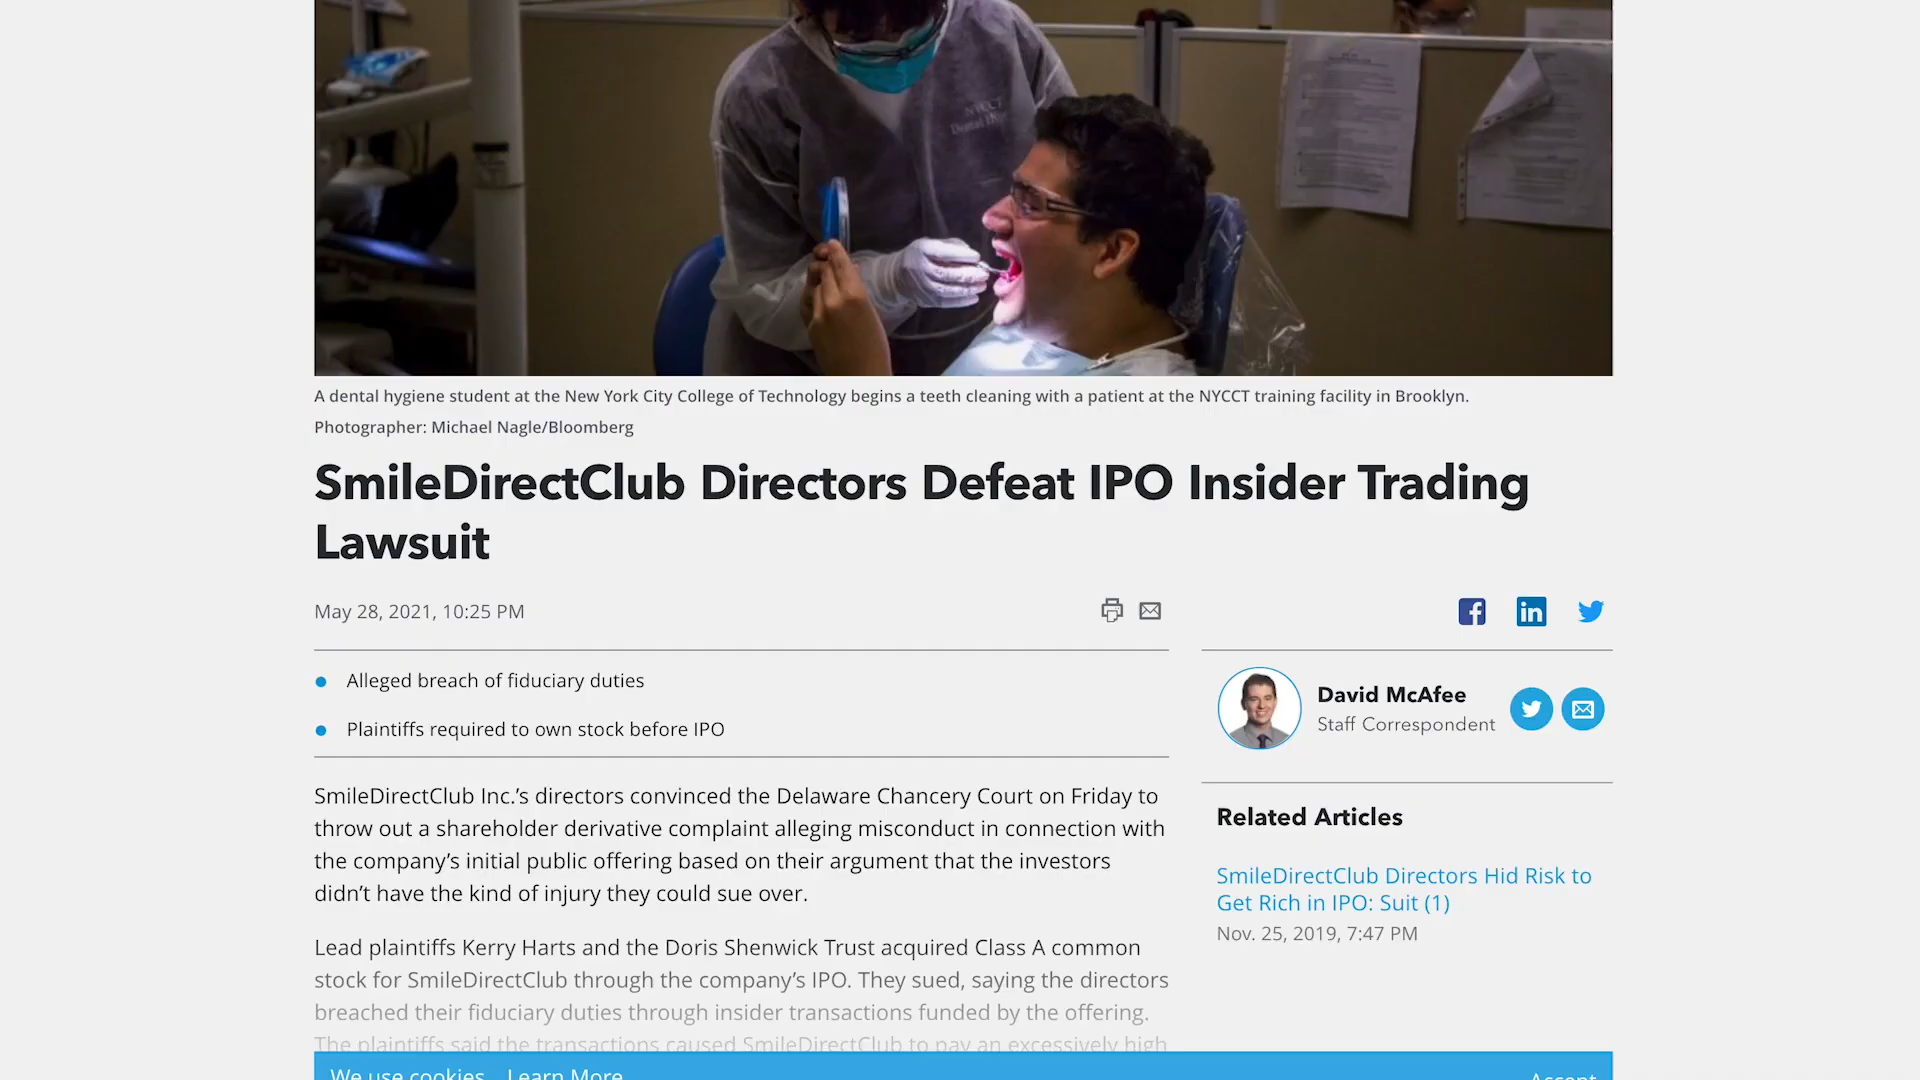 NYCCT
A dental hygiene student at the New York City College of Technology begins a teeth cleaning with a patient at the NYCCT training facility in Brooklyn.
Photographer: Michael Nagle/Bloomberg
SmileDirectClub Directors Defeat IPO Insider Trading
Lawsuit
May 28, 2021, 10:25 PM
Alleged breach of fiduciary duties
Plaintiffs required to own stock before IPO
SmileDirectClub Inc.’s directors convinced the Delaware Chancery Court on Friday to
throw out a shareholder derivative complaint alleging misconduct in connection with
the company’s initial public offering based on their argument that the investors
didn’t have the kind of injury they could sue over.
Lead plaintiffs Kerry Harts and the Doris Shenwick Trust acquired Class A common
stock for SmileDirectClub through the company’s IPO. They sued, saying the directors
breached their fiduciary duties through insider transactions funded by the offering.
The plaintiffs said the transactions caused SmileDirectClub to pay an excessively high
David McAfee
Staff Correspondent
Related Articles
SmileDirectClub Directors Hid Risk to
Get Rich in IPO: Suit (1)
Nov. 25, 2019, 7:47 PM
We use cookies Learn More
Accept